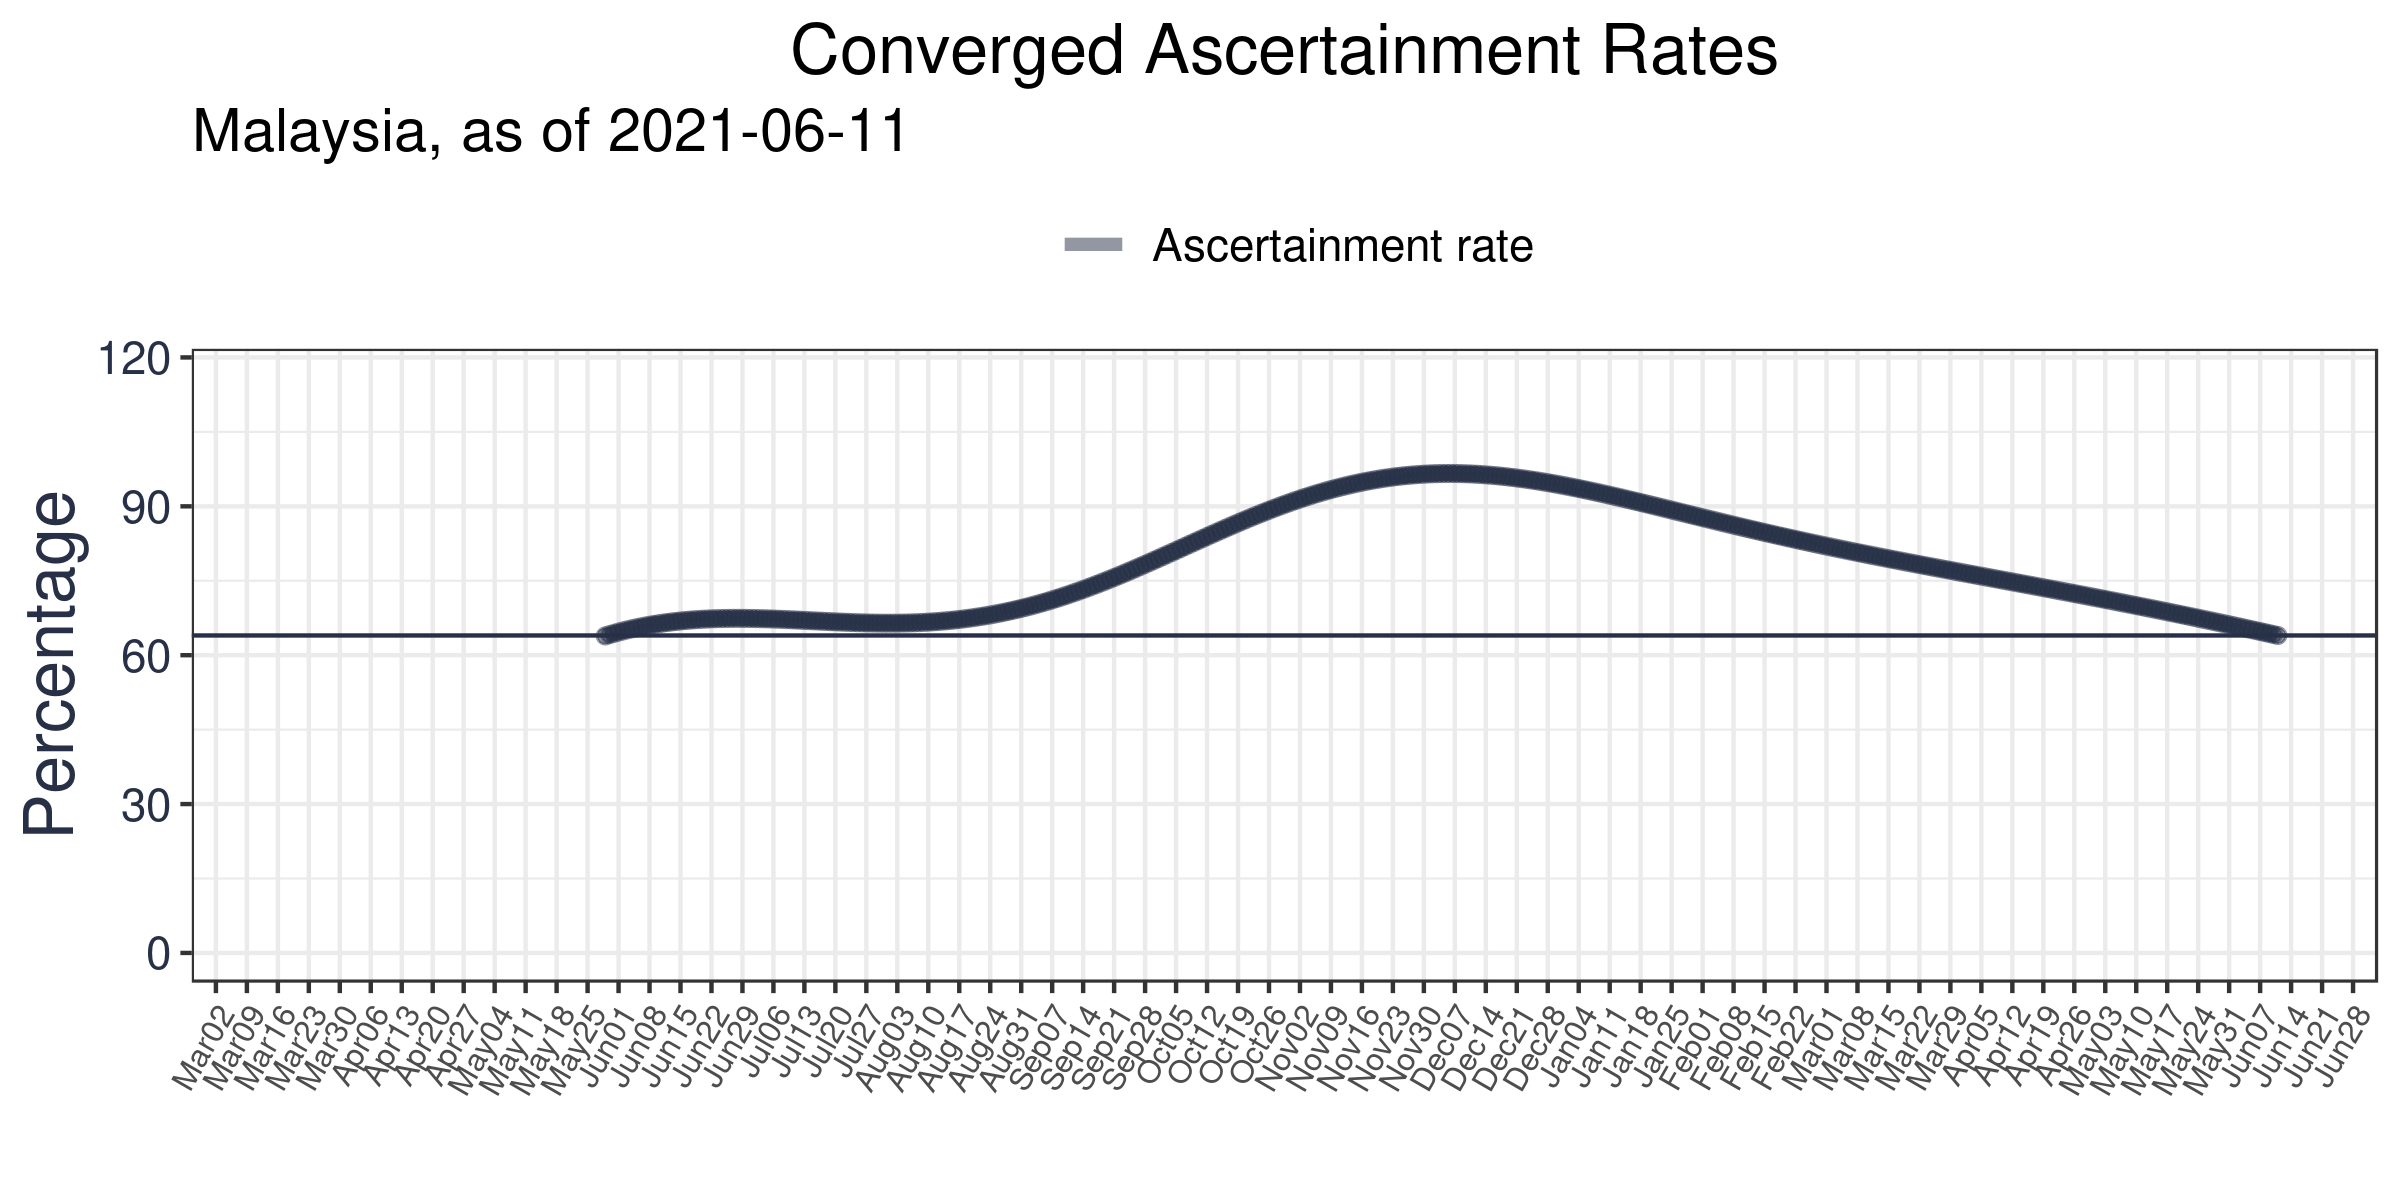 Converged Ascertainment Rates
Malaysia, as of 2021-06-11
Ascertainment rate
Percentage
120
90
60
30
0
Mar02
Mar09
Mar16
Mar23
Mar30
Apr06
Apr13
Apr20
Apr27
May04
May11
May18
May25
Jun01
Jun08
Jun15
Jun22
Jun29
Jul06
Jul13
Jul20
Jul27
Aug03
Aug10
Aug17
Aug24
Aug31
Sep07
Sep14
Sep21
Sep28
Oct05
Oct12
Oct19
Oct26
Nov02
Nov09
Nov16
Nov23
Nov30
Dec07
Dec14
Dec21
Dec28
Jan04
Jan11
Jan18
Jan25
Feb01
Feb08
Feb15
Feb22
Mar01
Mar08
Mar15
Mar22
Mar29
Apr05
Apr12
Apr19
Apr26
May03
May10
May17
May24
May31
Jun07
Jun14
Jun21
Jun28